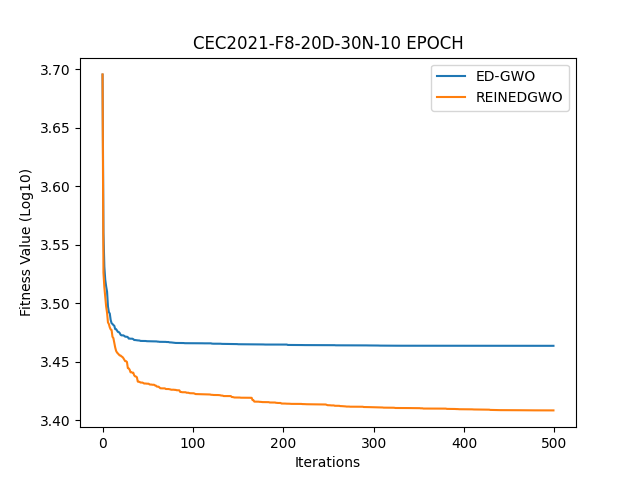 CEC2021-F8-20D-30N-10 EPOCH
ED-GWO
REINEDGWO
Fitness Value (Log10)
3.70
3.65
3.60
3.55
3.50
3.45
3.40
0 100 200 300 400 500
Iterations